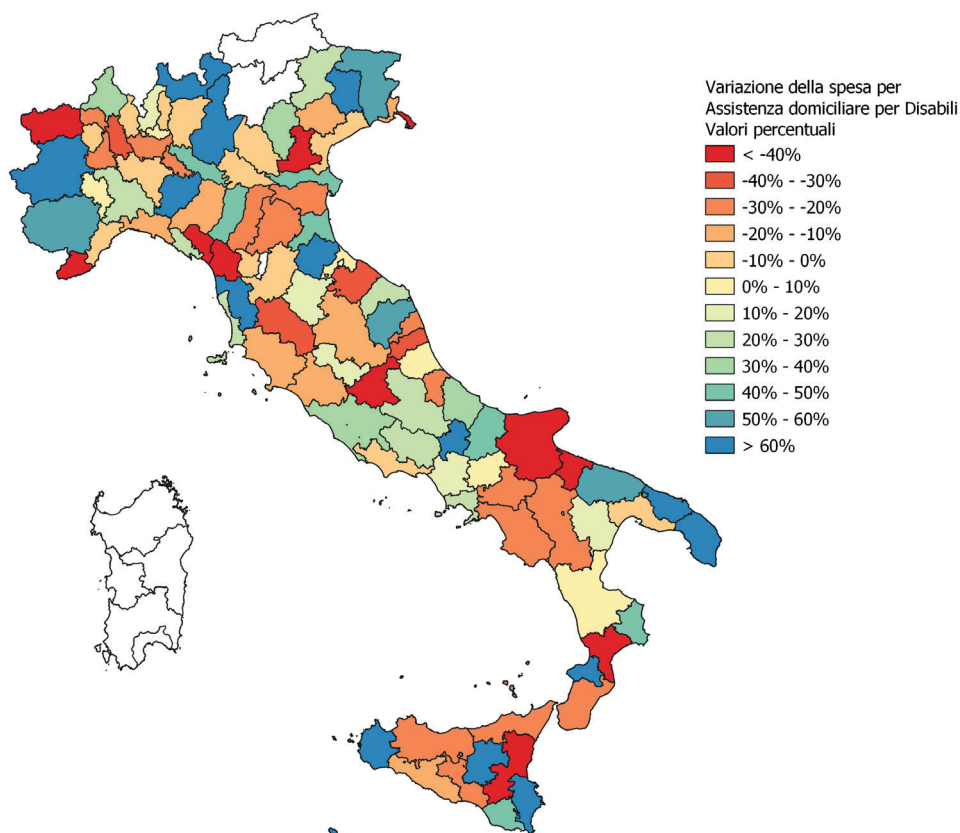 Variazione della spesa per
Assistenza domiciliare per Disabili
Valori percentuali
< -40%
-40% - -30%
-30% - -20%
-20% - -10%
-10% - 0%
0% - 10%
10% - 20%
20% - 30%
30% - 40%
40% - 50%
50% - 60%
> 60%